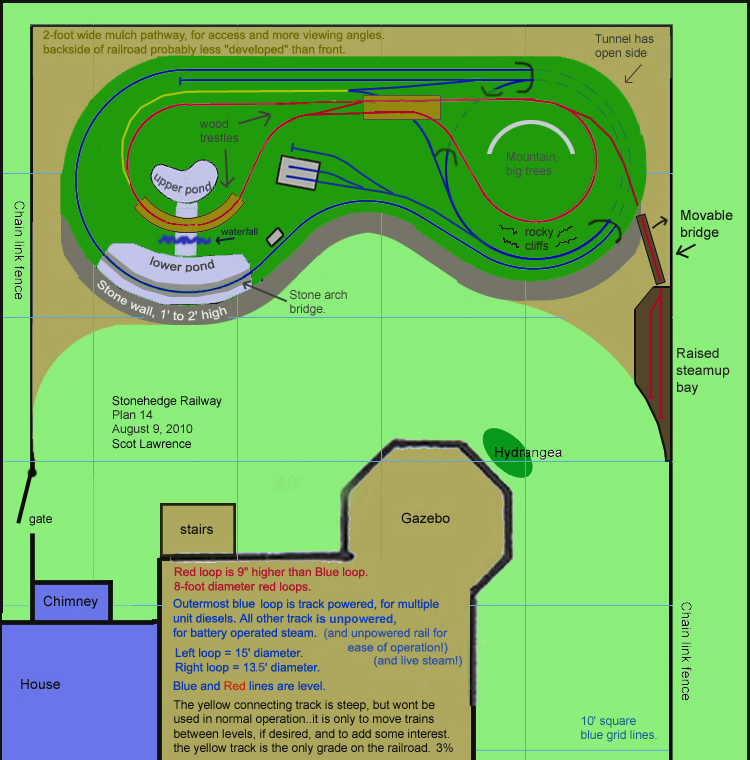 2-foot wide mulch pathway, for access and more viewing angles.
backside of railroad probably less "developed" than front.
Tunnel has
open side
wood
trestles
Mountain,
big trees
upper pond
waterfall
rocky
cliffs
lower pond
Stone wall, 1' to 2' high
Stone arch
bridge.
Movable
bridge
Chain link fence
Raised
steamup
bay
Stonehedge Railway
Plan 14
August 9, 2010
Scot Lawrence
Hydrangea
gate
stairs
Gazebo
Chimney
House
Red loop is 9" higher than Blue loop.
8-foot diameter red loops.
Outermost blue loop is track powered, for multiple
unit diesels. All other track is unpowered,
for battery operated steam. (and unpowered rail for
ease of operation!)
(and live steam!)
Left loop = 15' diameter.
Right loop = 13.5' diameter.
Blue and Red lines are level.
The yellow connecting track is steep, but wont be
used in normal operation..it is only to move trains
between levels, if desired, and to add some interest.
the yellow track is the only grade on the railroad. 3%
Chain link fence
10' square
blue grid lines.